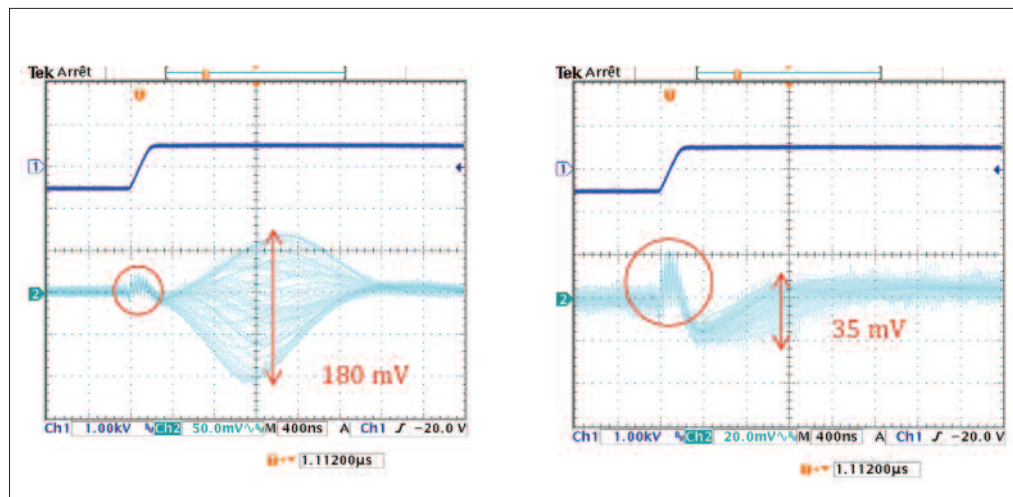 Tek Arrêt
1
2
180 mV
Ch1 1.00kV Ch2 50.0mV M 400ns A Ch1 -20.0 V
1.11200µs
Tek Arrêt
1
2
35 mV
Ch1 1.00kV Ch2 20.0mV M 400ns A Ch1 -20.0 V
1.11200µs